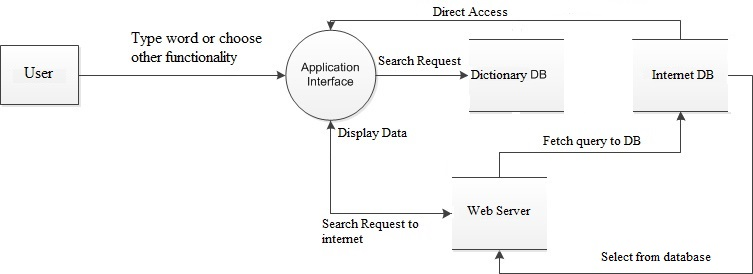 Direct Access
Type word or choose
other functionality
User
Application
Interface
Search Request
Dictionary DB
Internet DB
Display Data
Fetch query to DB
Web Server
Search Request to
internet
Select from database